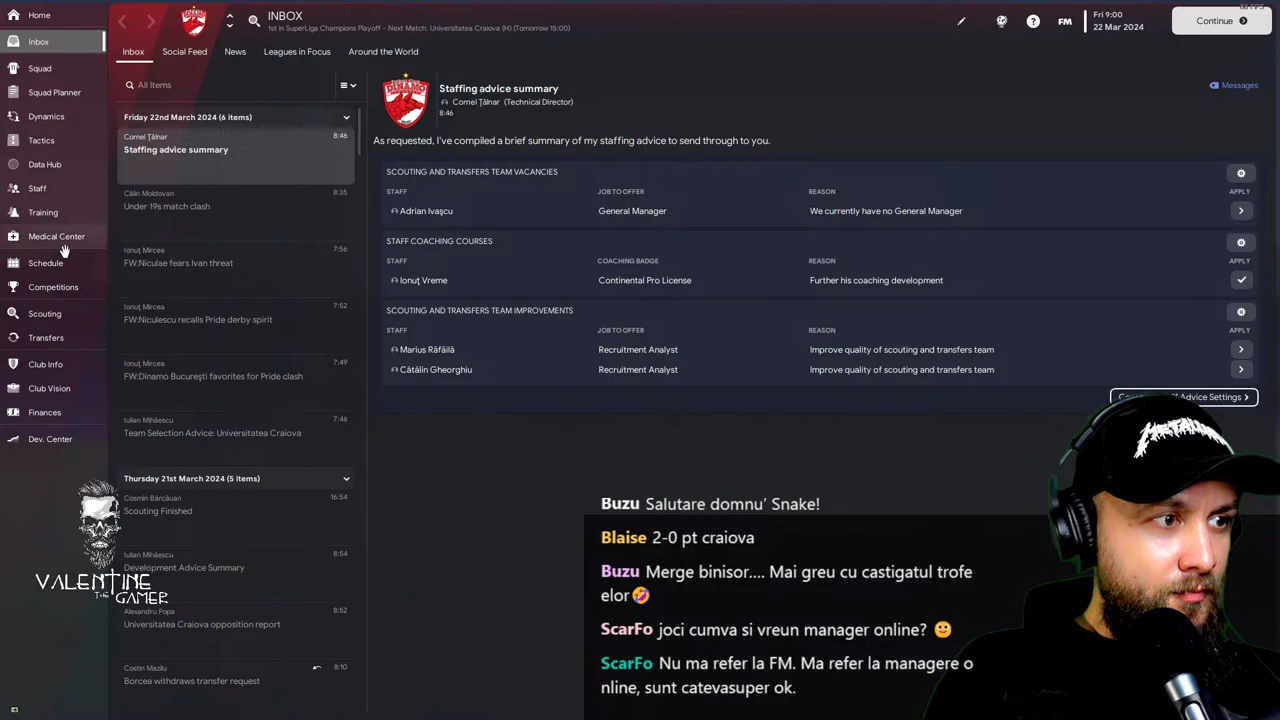 Home
Inbox
Squad
Squad Planner
Dynamics
Tactics
Data Hub
Staff
Training
Medical Center
Schedule
Competitions
Scouting
Transfers
Club Info
Club Vision
Finances
Dev. Center
INBOX
1st in SuperLiga Champions Playoff - Next Match: Universitatea Craiova (H) (Tomorrow 15:00)
FM
Fri 9:00
22 Mar 2024
Continue
Inbox Social Feed News Leagues in Focus Around the World
All Items
Friday 22nd March 2024 (6 items)
Cornel Țălnar 8:46
Staffing advice summary
Călin Moldovan 8:35
Under 19s match clash
Ionuț Mircea 7:56
FW:Niculae fears Ivan threat
Ionuț Mircea 7:52
FW:Niculescu recalls Pride derby spirit
Ionuț Mircea 7:49
FW:Dinamo București favorites for Pride clash
Iulian Mihăescu 7:46
Team Selection Advice: Universitatea Craiova
Thursday 21st March 2024 (5 items)
Cosmin Bărcăuan 16:54
Scouting Finished
Iulian Mihăescu 8:54
Development Advice Summary
Alexandru Popa 8:52
Universitatea Craiova opposition report
Costin Mazilu 8:10
Borcea withdraws transfer request
DINAMO
Staffing advice summary
Cornel Țălnar (Technical Director)
8:46
Messages
As requested, I've compiled a brief summary of my staffing advice to send through to you.
SCOUTING AND TRANSFERS TEAM VACANCIES
STAFF JOB TO OFFER REASON APPLY
Adrian Ivașcu General Manager We currently have no General Manager
STAFF COACHING COURSES
STAFF COACHING BADGE REASON APPLY
Ionuț Vreme Continental Pro License Further his coaching development
SCOUTING AND TRANSFERS TEAM IMPROVEMENTS
STAFF JOB TO OFFER REASON APPLY
Marius Răfăilă Recruitment Analyst Improve quality of scouting and transfers team
Cătălin Gheorghiu Recruitment Analyst Improve quality of scouting and transfers team
Advice Settings
Buzu Salutare domnu' Snake!
Blaise 2-0 pt craiova
Buzu Merge binisor.... Mai greu cu castigatul trofe
elor🤣
ScarFo joci cumva si vreun manager online? 🙂
ScarFo Nu ma refer la FM. Ma refer la managere o
nline, sunt catevasuper ok.
VALENTINE
THE GAMER
METALLICA